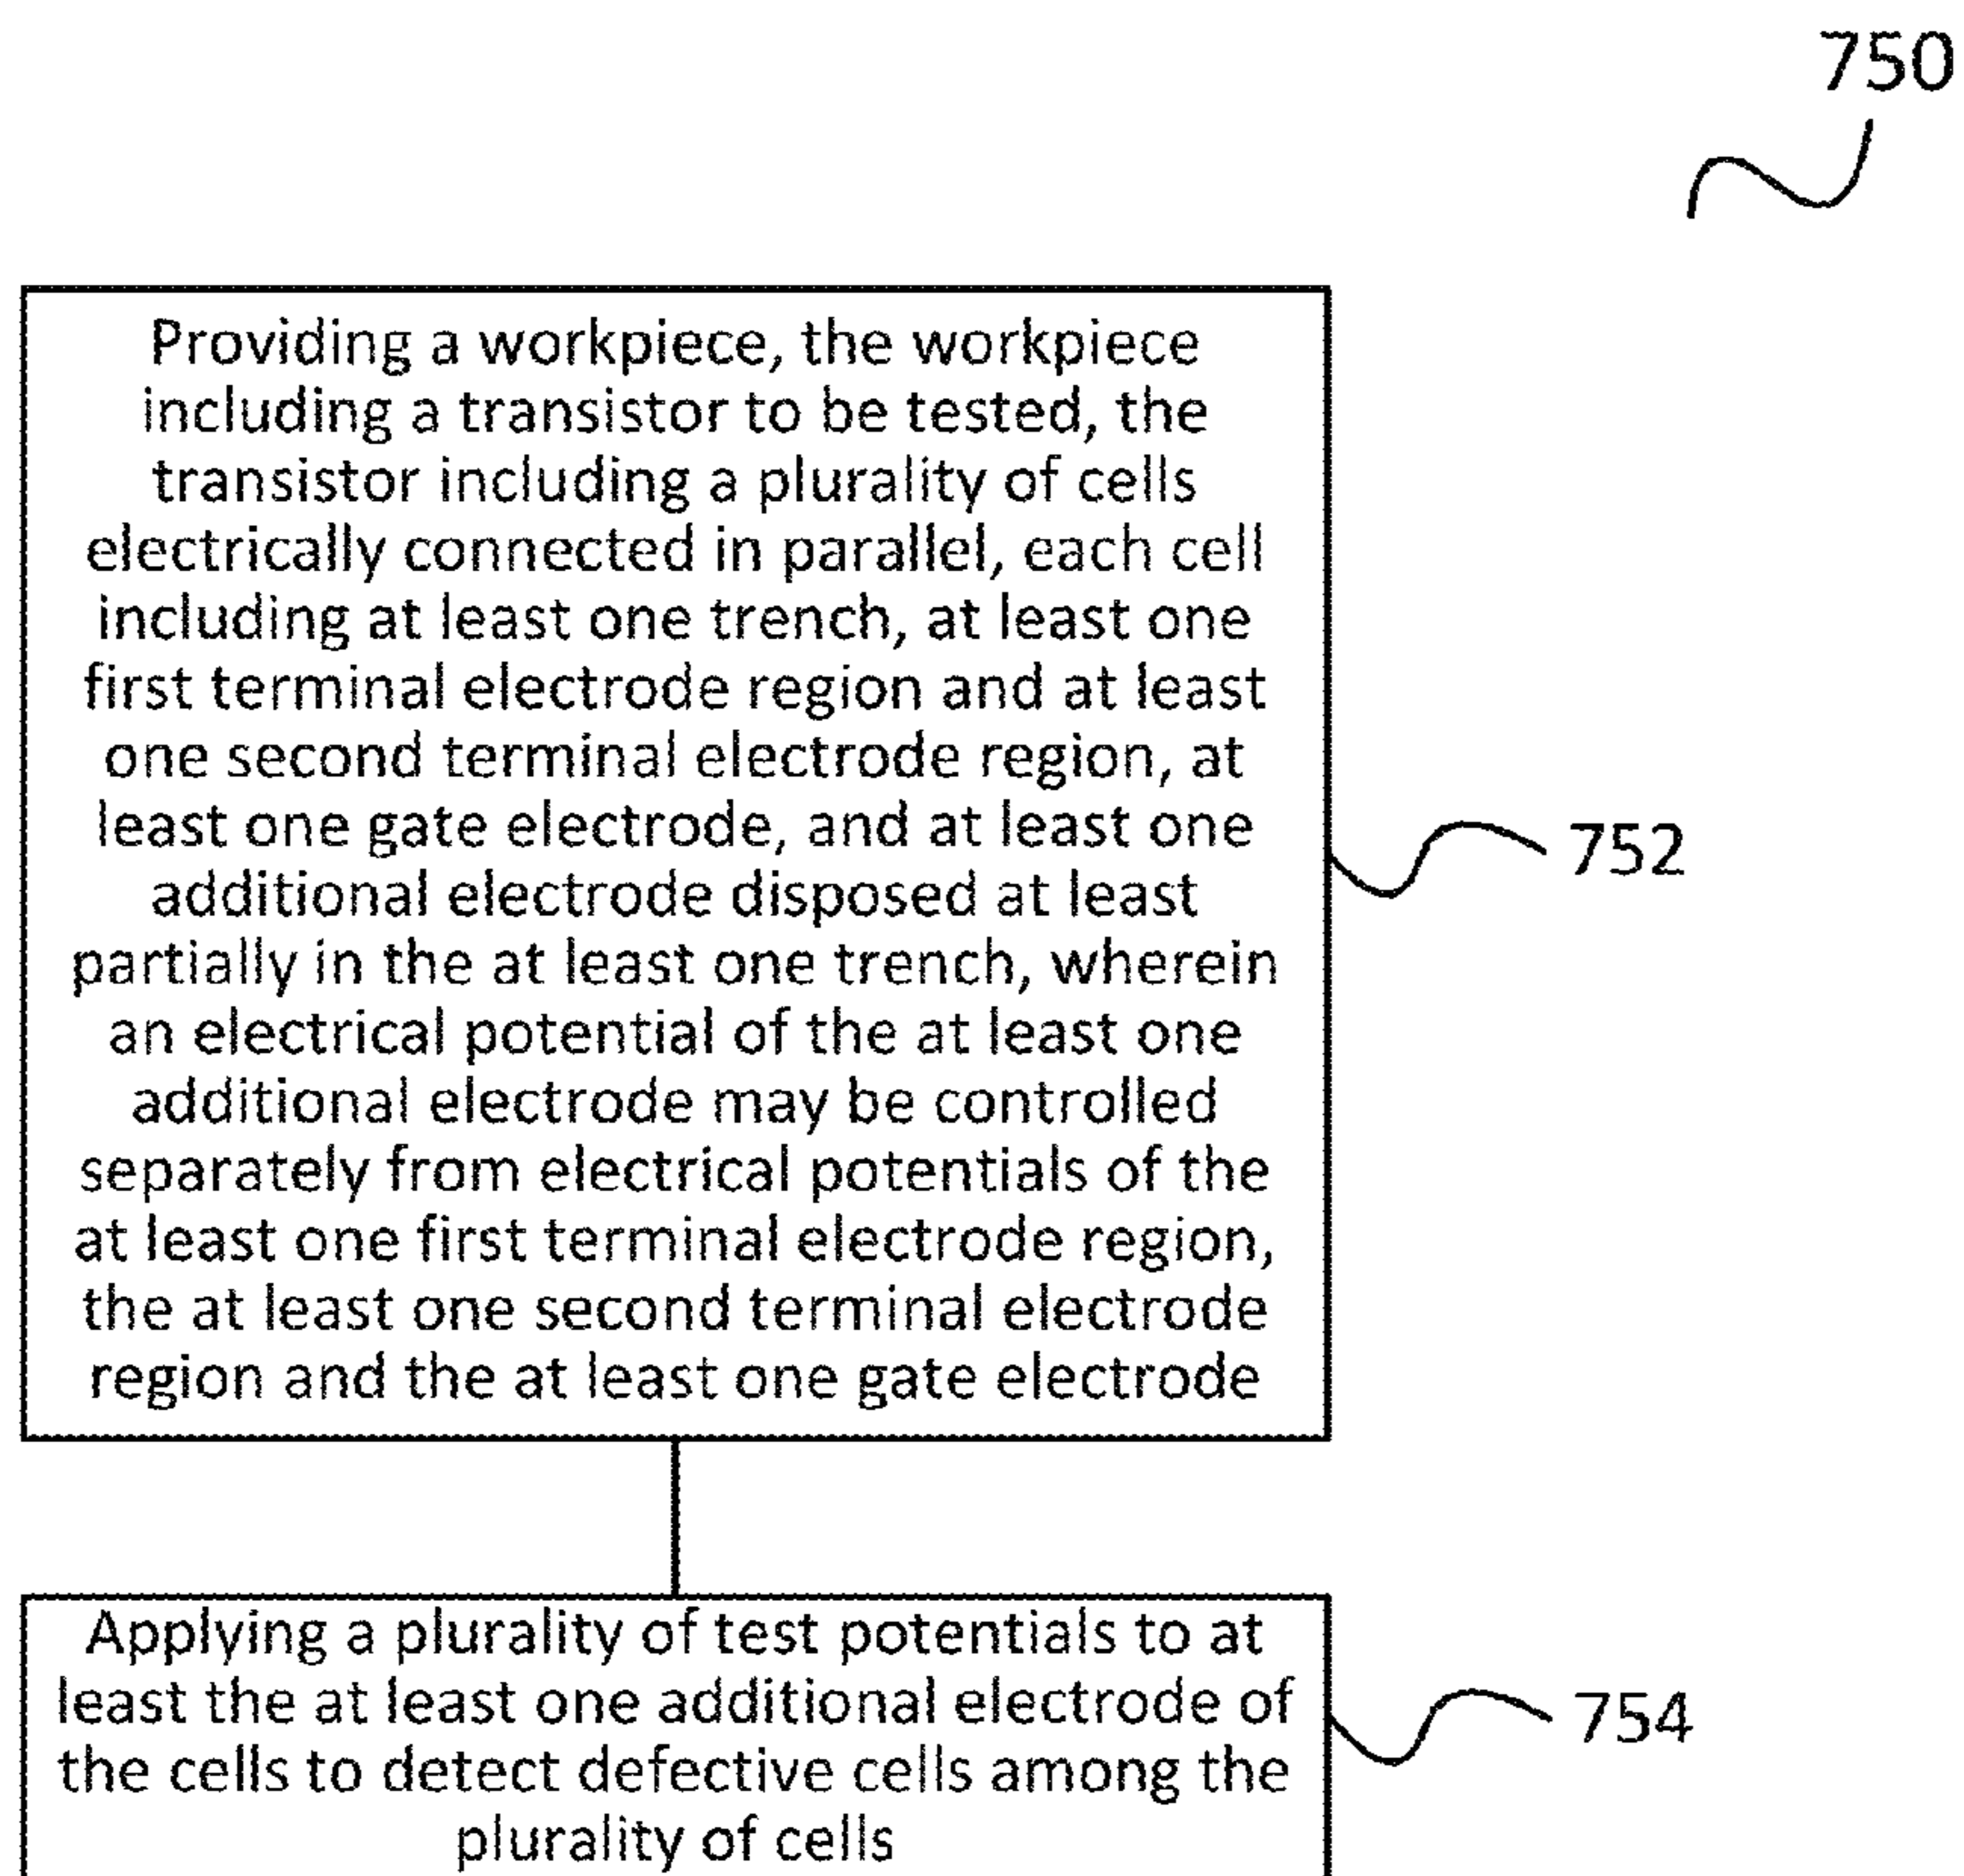 750
Providing a workpiece, the workpiece
including a transistor to be tested, the
transistor including a plurality of cells
electrically connected in parallel, each cell
including at least one trench, at least one
first terminal electrode region and at least
one second terminal electrode region, at
least one gate electrode, and at least one
additional electrode disposed at least
partially in the at least one trench, wherein
an electrical potential of the at least one
additional electrode may be controlled
separately from electrical potentials of the
at least one first terminal electrode region,
the at least one second terminal electrode
region and the at least one gate electrode
752
Applying a plurality of test potentials to at
least the at least one additional electrode of
the cells to detect defective cells among the
plurality of cells
754